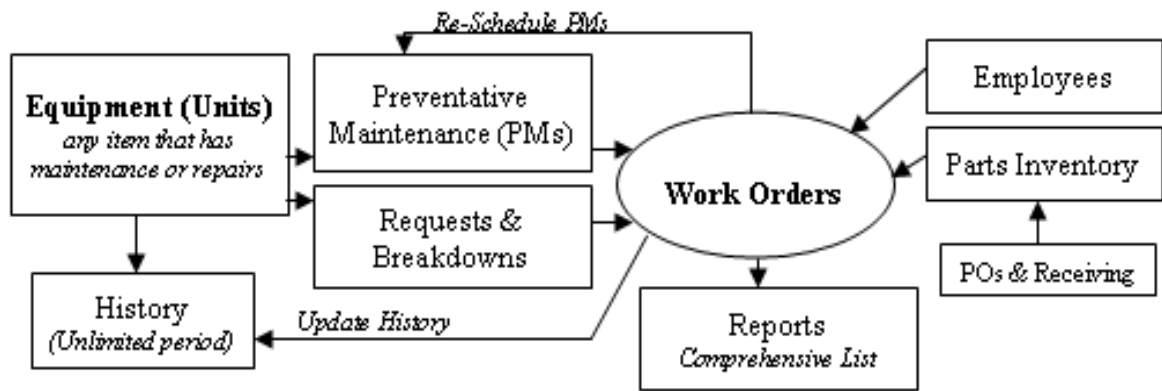 Re-Schedule PMs
Equipment (Units)
any item that has
maintenance or repairs
Preventative
Maintenance (PMs)
Requests &
Breakdowns
History
(Unlimited period)
Update History
Work Orders
Reports
Comprehensive List
Employees
Parts Inventory
POs & Receiving